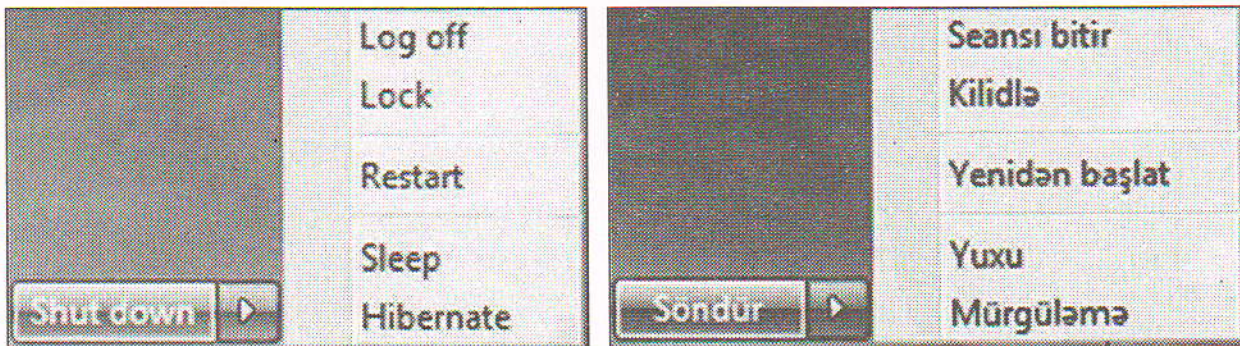 Log off
Lock
Restart
Sleep
Hibernate
Shut down
Seansı bitir
Kilidlə
Yenidən başlat
Yuxu
Mürgüləmə
Söndür